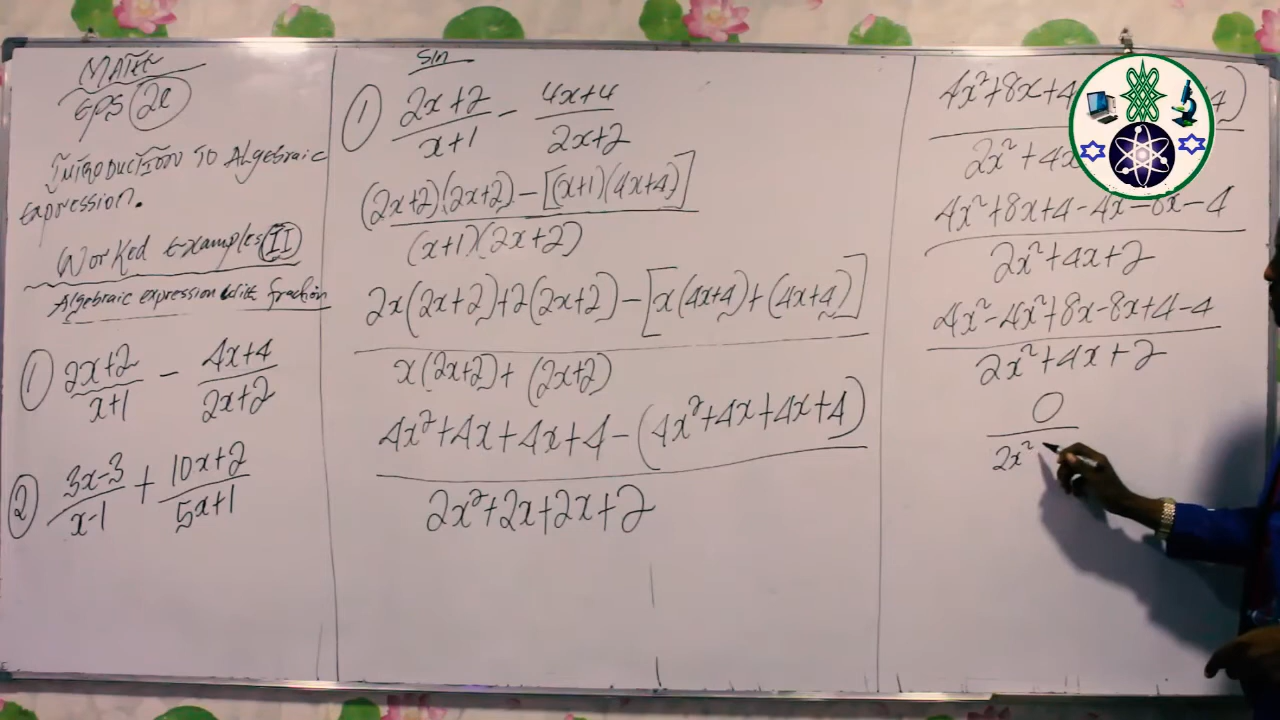 MATHS
EPS 2e
Introduction to Algebraic
Expression.
Worked Examples II
Algebraic expression with fraction
① 2x+2/x+1 − 4x+4/2x+2
② 3x-3/x-1 + 10x+2/5x+1
Sln
① 2x+2/x+1 − 4x+4/2x+2
(2x+2)(2x+2) − [(x+1)(4x+4)]
(x+1)(2x+2)
2x(2x+2)+2(2x+2) − [x(4x+4)+(4x+4)]
x(2x+2)+ (2x+2)
4x²+4x+4x+4 − (4x²+4x+4x+4)
2x²+2x+2x+2
4x²+8x+4 4)
2x²+4x
4x²+8x+4-4x²-8x-4
2x²+4x+2
4x²-4x²+8x-8x+4-4
2x²+4x+2
0
2x²